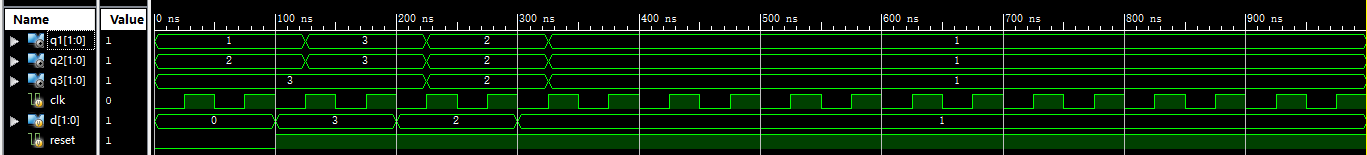 Name Value 0 ns 100 ns 200 ns 300 ns 400 ns 500 ns 600 ns 700 ns 800 ns 900 ns
q1[1:0] 1 1 3 2 1
q2[1:0] 1 2 3 2 1
q3[1:0] 1 3 2 1
clk 0
d[1:0] 1 0 3 2 1
reset 1